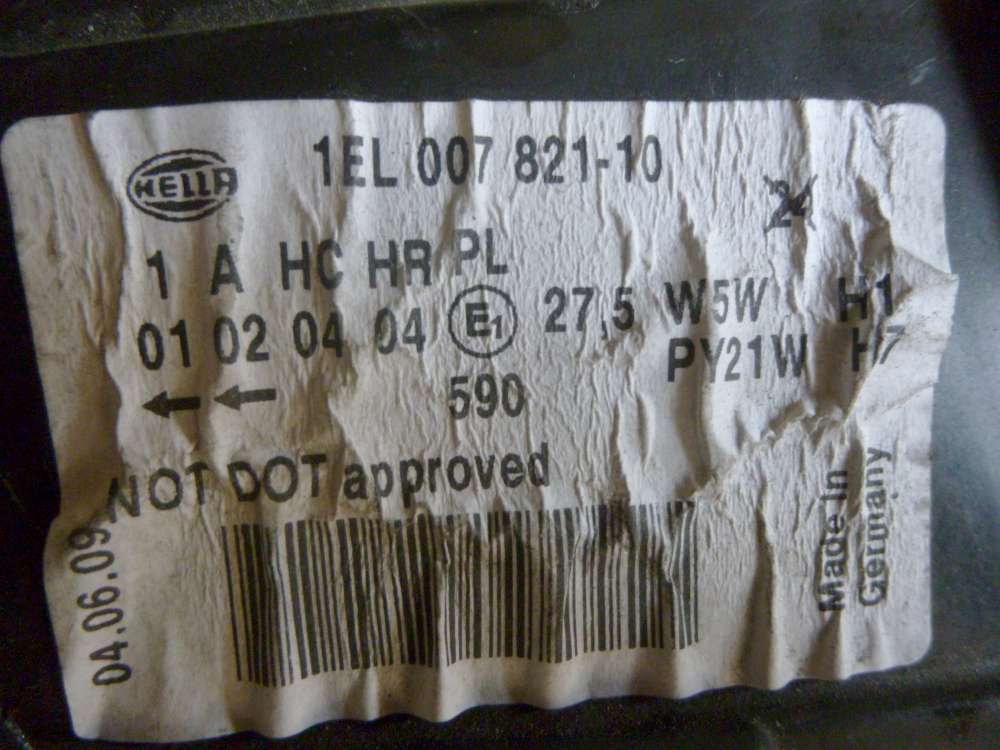 HELLA
1EL 007 821-10
24
1 A HC HR PL
01 02 04 04 E1 27,5 W5W H1
PY21W H7
590
NOT DOT approved
04.06.09
Made In
Germany